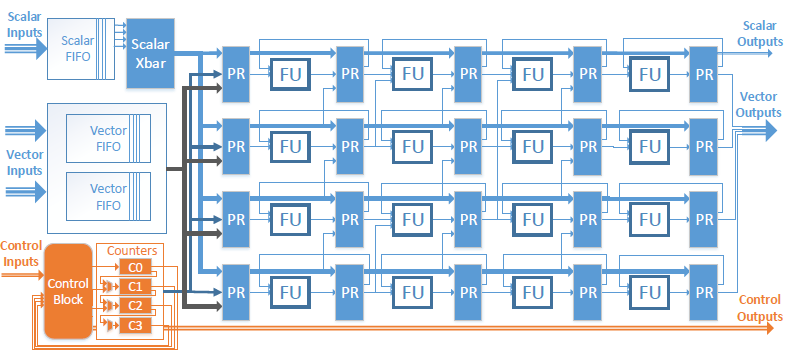 Scalar
Inputs
Scalar
FIFO
Scalar
Xbar
Vector
FIFO
Vector
Inputs
Vector
FIFO
Control
Inputs
Control
Block
Counters
C0
C1
C2
C3
PR FU PR FU PR FU PR FU PR
PR FU PR FU PR FU PR FU PR
PR FU PR FU PR FU PR FU PR
PR FU PR FU PR FU PR FU PR
Scalar
Outputs
Vector
Outputs
Control
Outputs